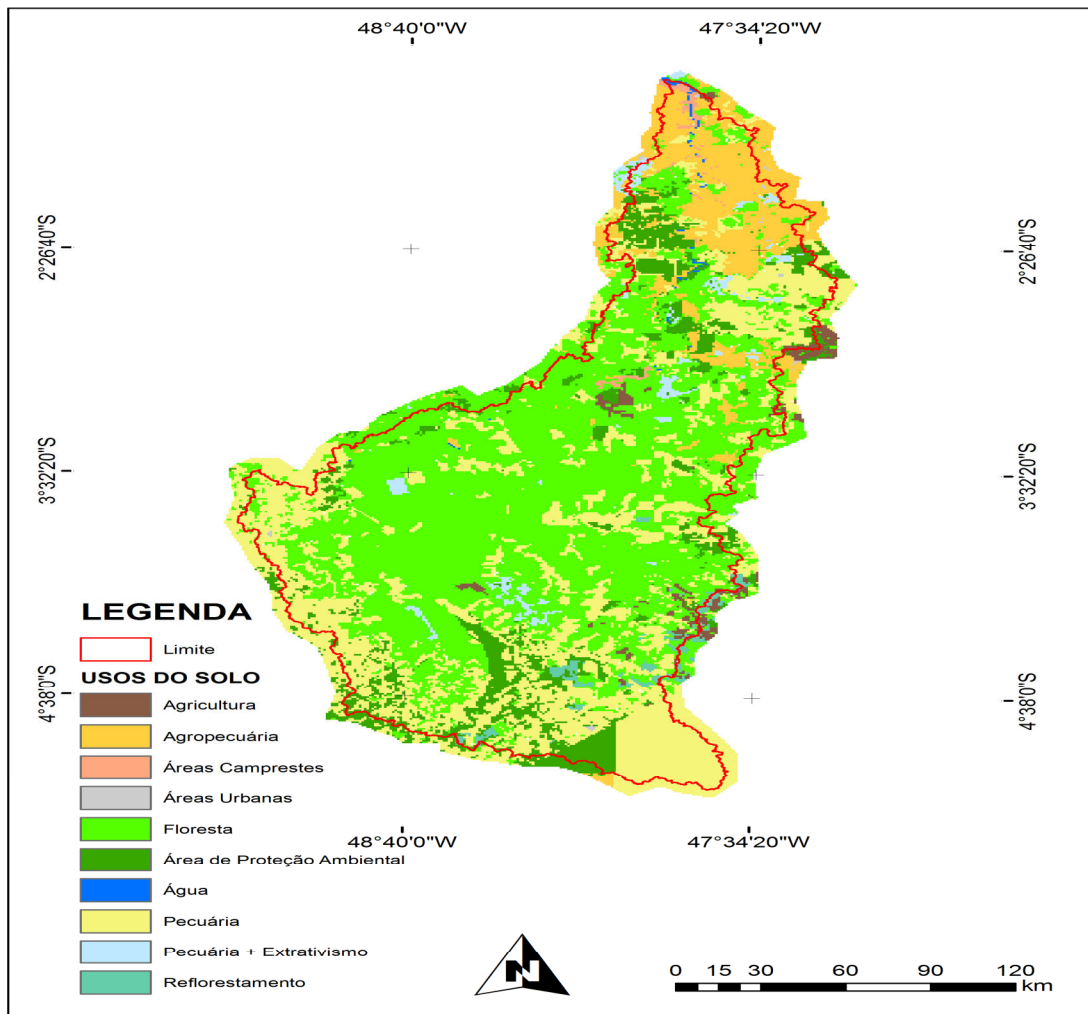 48°40'0"W 47°34'20"W
2°26'40"S 2°26'40"S
3°32'20"S 3°32'20"S
LEGENDA
Limite
USOS DO SOLO
4°38'0"S 4°38'0"S
Agricultura
Agropecuária
Áreas Camprestes
Áreas Urbanas
Floresta
48°40'0"W 47°34'20"W
Área de Proteção Ambiental
Água
Pecuária
Pecuária + Extrativismo
Reflorestamento
N
0 15 30 60 90 120
km